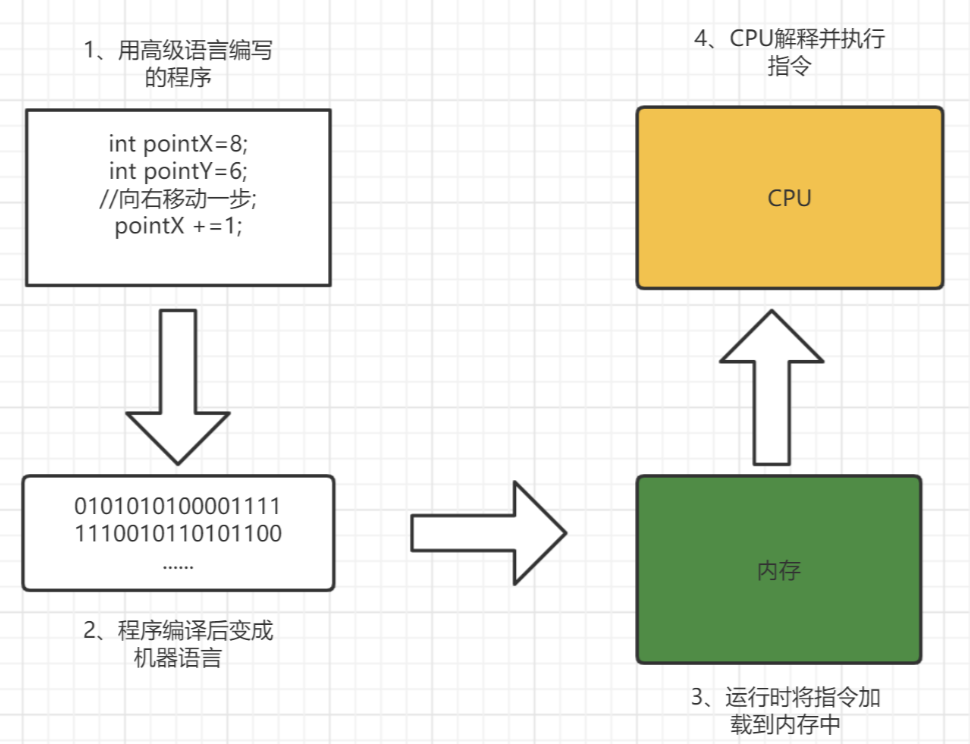 1、用高级语言编写
的程序
int pointX=8;
int pointY=6;
//向右移动一步;
pointX +=1;
0101010100001111
1110010110101100
......
2、程序编译后变成
机器语言
内存
3、运行时将指令加
载到内存中
4、CPU解释并执行
指令
CPU